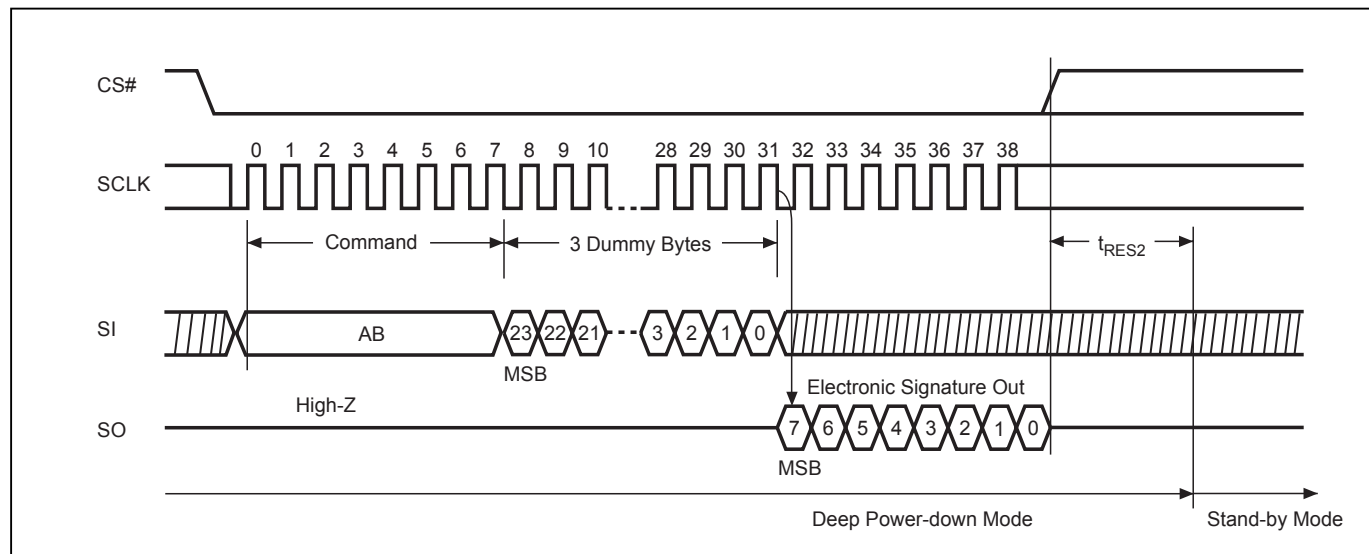 CS#
0 1 2 3 4 5 6 7 8 9 10 28 29 30 31 32 33 34 35 36 37 38
SCLK
Command 3 Dummy Bytes tRES2
SI AB 23 22 21 3 2 1 0
MSB
Electronic Signature Out
High-Z
SO 7 6 5 4 3 2 1 0
MSB
Deep Power-down Mode Stand-by Mode